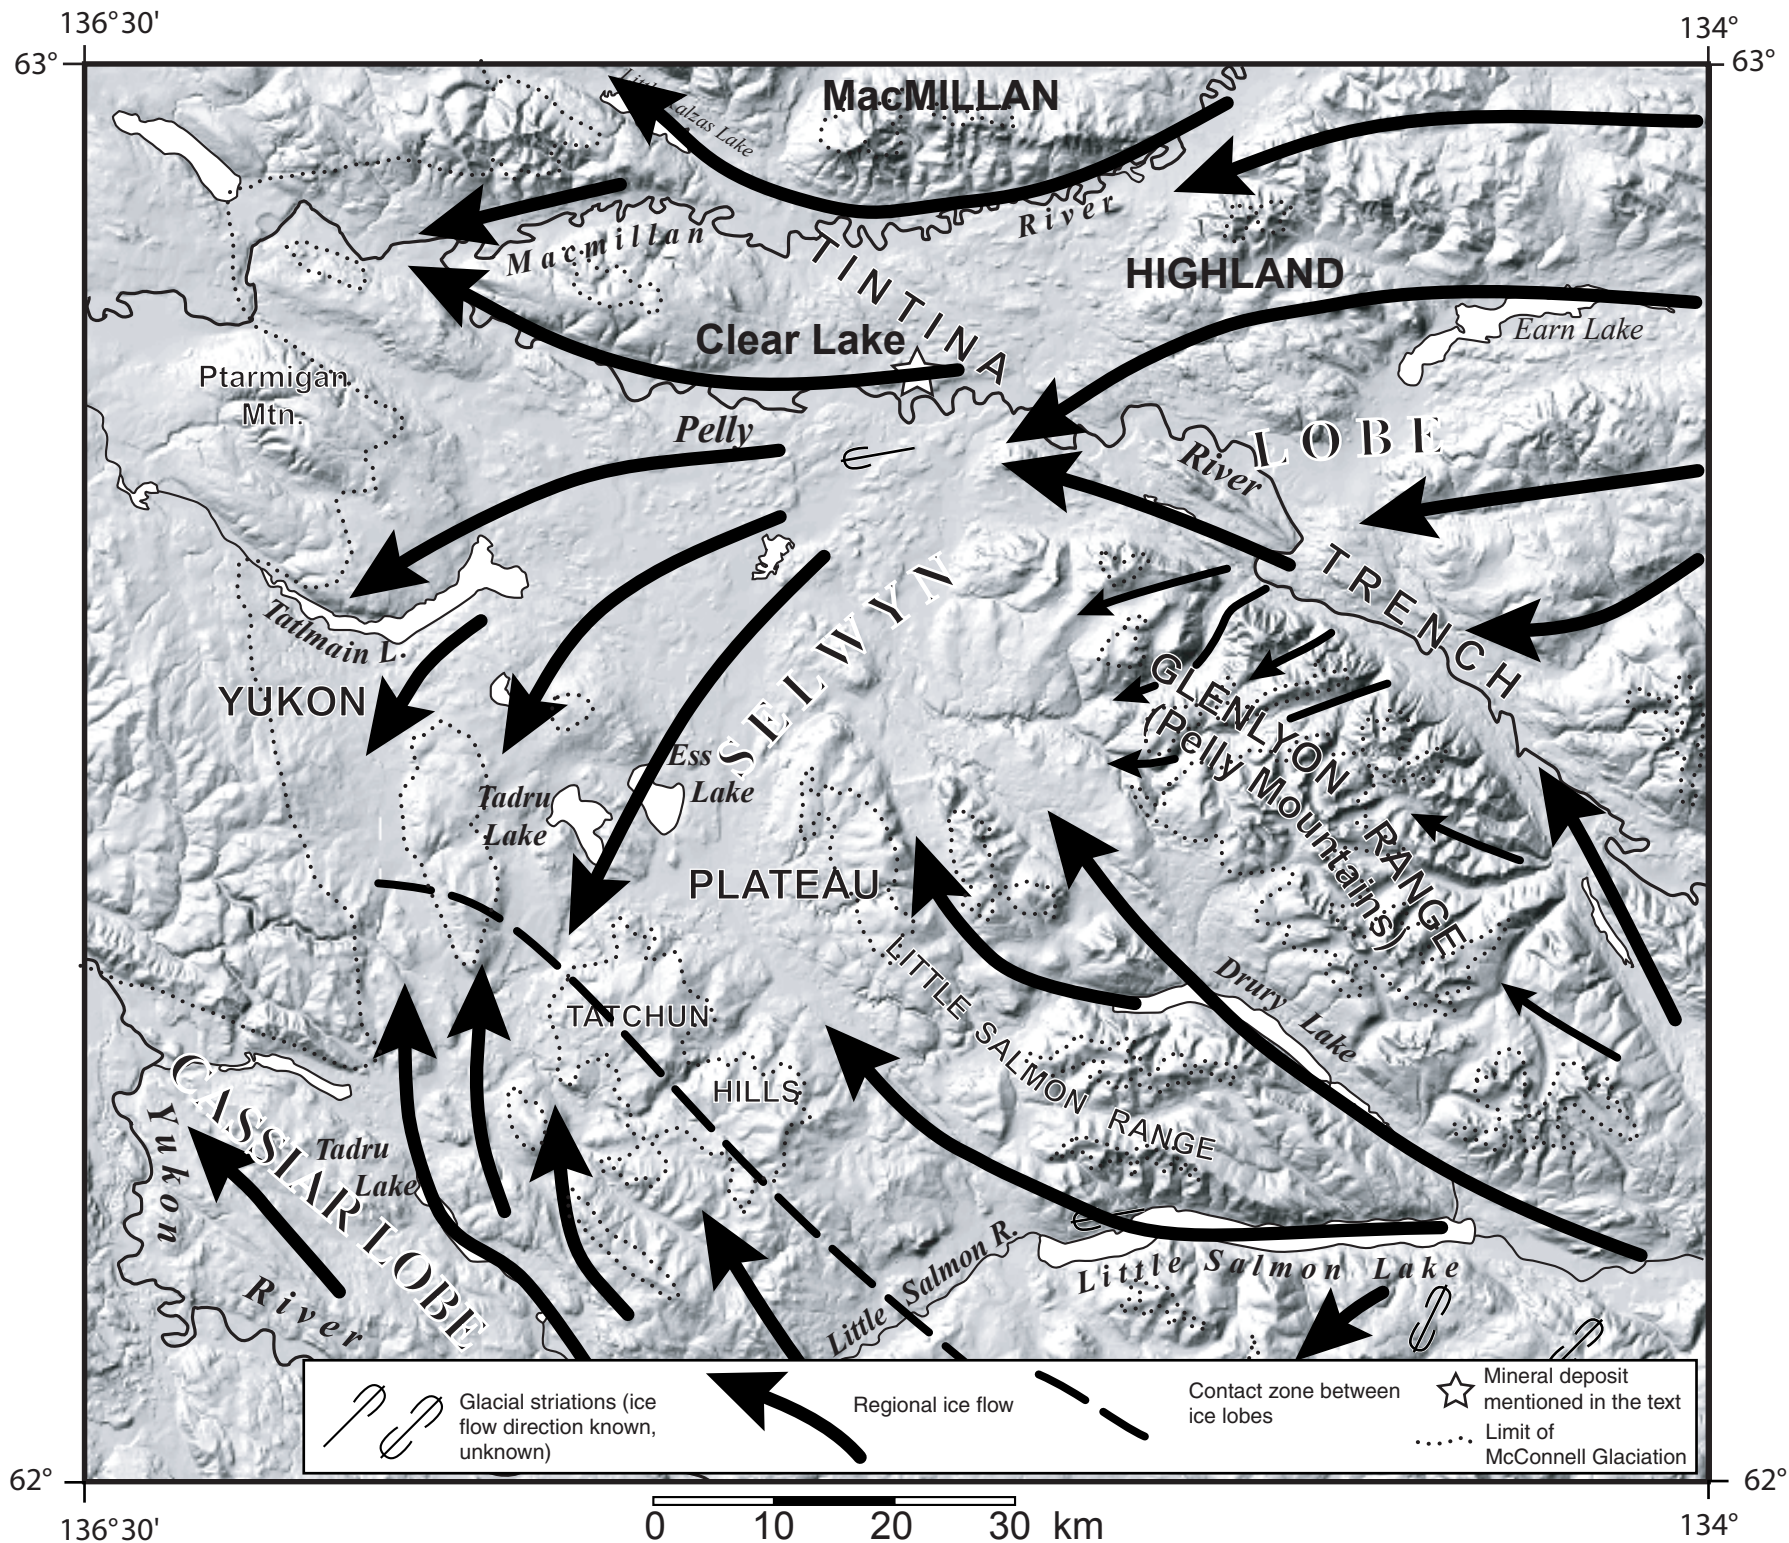 136°30'
134°
63°
63°
Little Kalzas Lake
MacMILLAN
River
Macmillan
TINTINA
HIGHLAND
Clear Lake
Earn Lake
Ptarmigan
Mtn.
Pelly
River
LOBE
TRENCH
Tatlmain L.
SELWYN
YUKON
GLENLYON RANGE
(Pelly Mountains)
Ess
Lake
Tadru
Lake
PLATEAU
LITTLE SALMON RANGE
Drury Lake
TATCHUN
HILLS
CASSIAR LOBE
Yukon
River
Tadru
Lake
Little Salmon R.
Little Salmon Lake
Glacial striations (ice
flow direction known,
unknown)
Regional ice flow
Contact zone between
ice lobes
Mineral deposit
mentioned in the text
Limit of
McConnell Glaciation
62°
62°
136°30'
0 10 20 30 km
134°